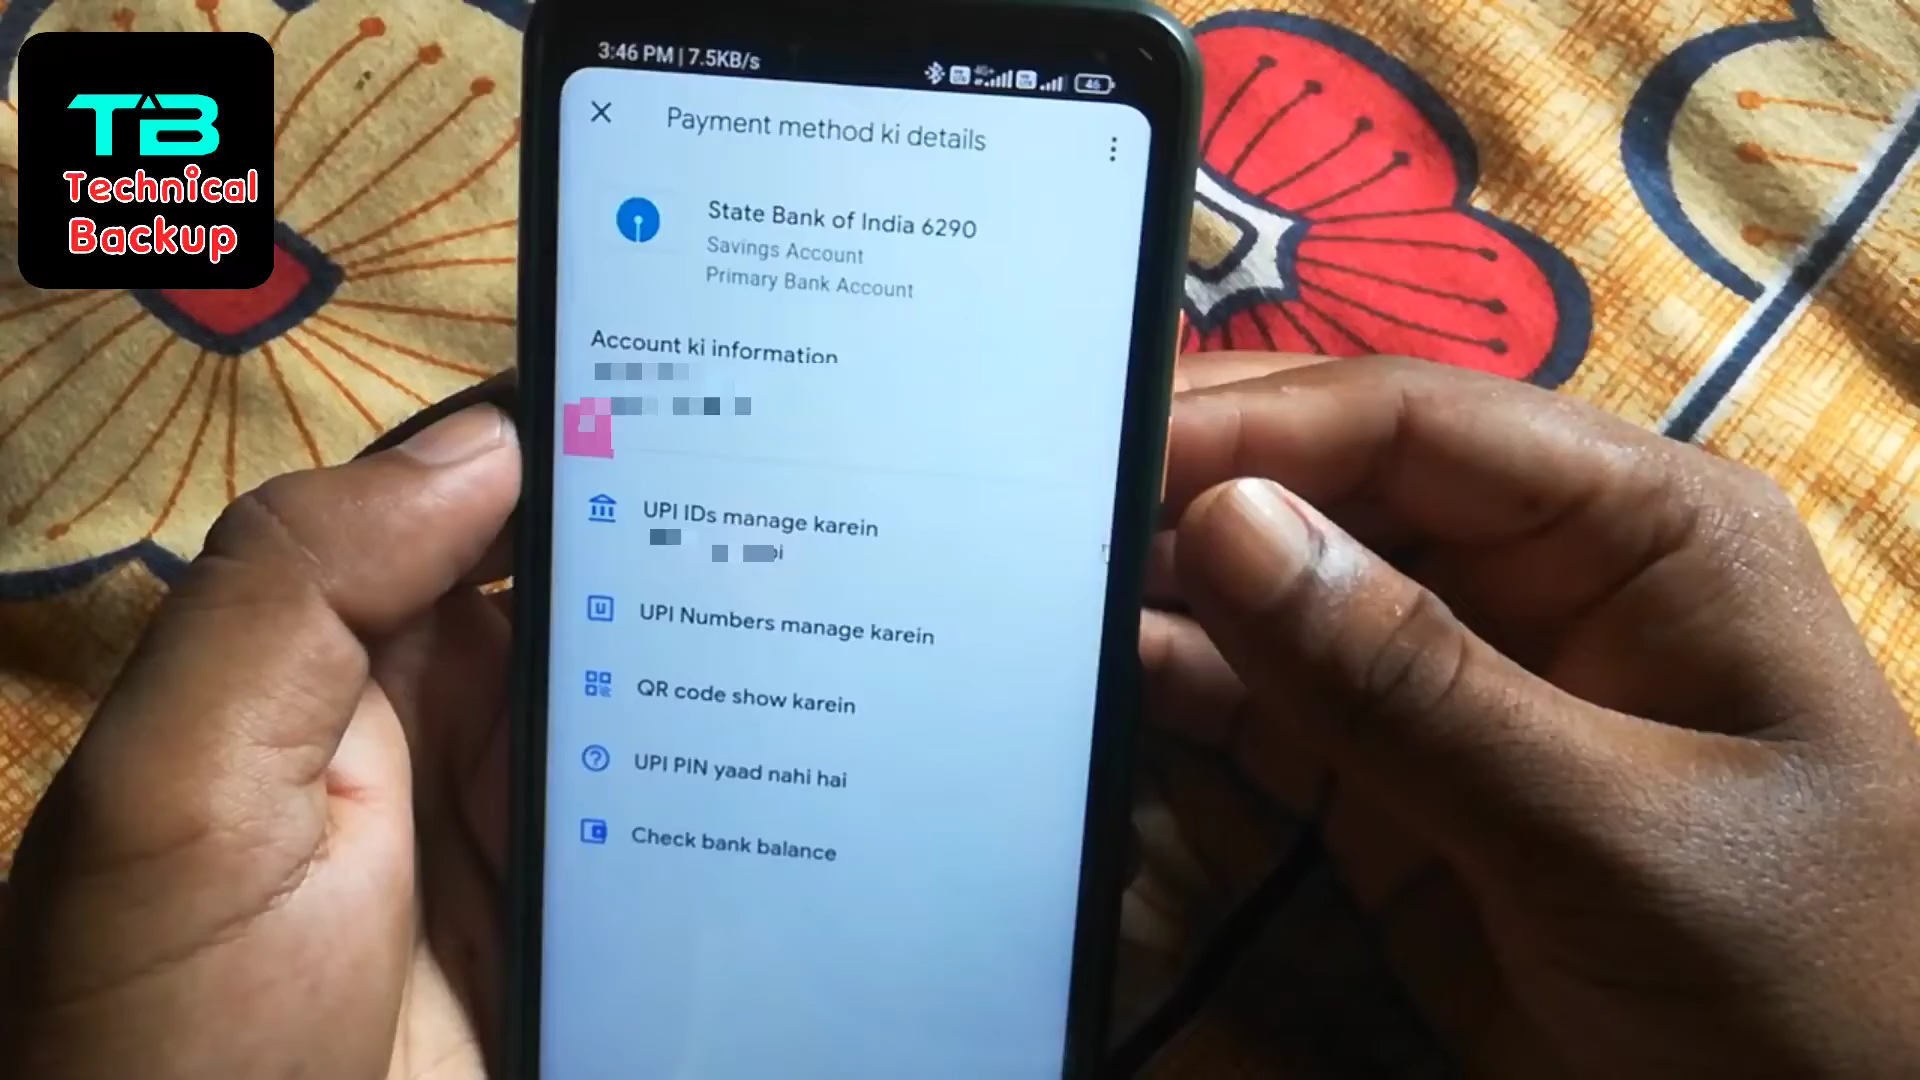 TB
Technical
Backup
3:46 PM | 7.5KB/s
46
Payment method ki details
State Bank of India 6290
Savings Account
Primary Bank Account
Account ki information
UPI IDs manage karein
UPI Numbers manage karein
QR code show karein
UPI PIN yaad nahi hai
Check bank balance